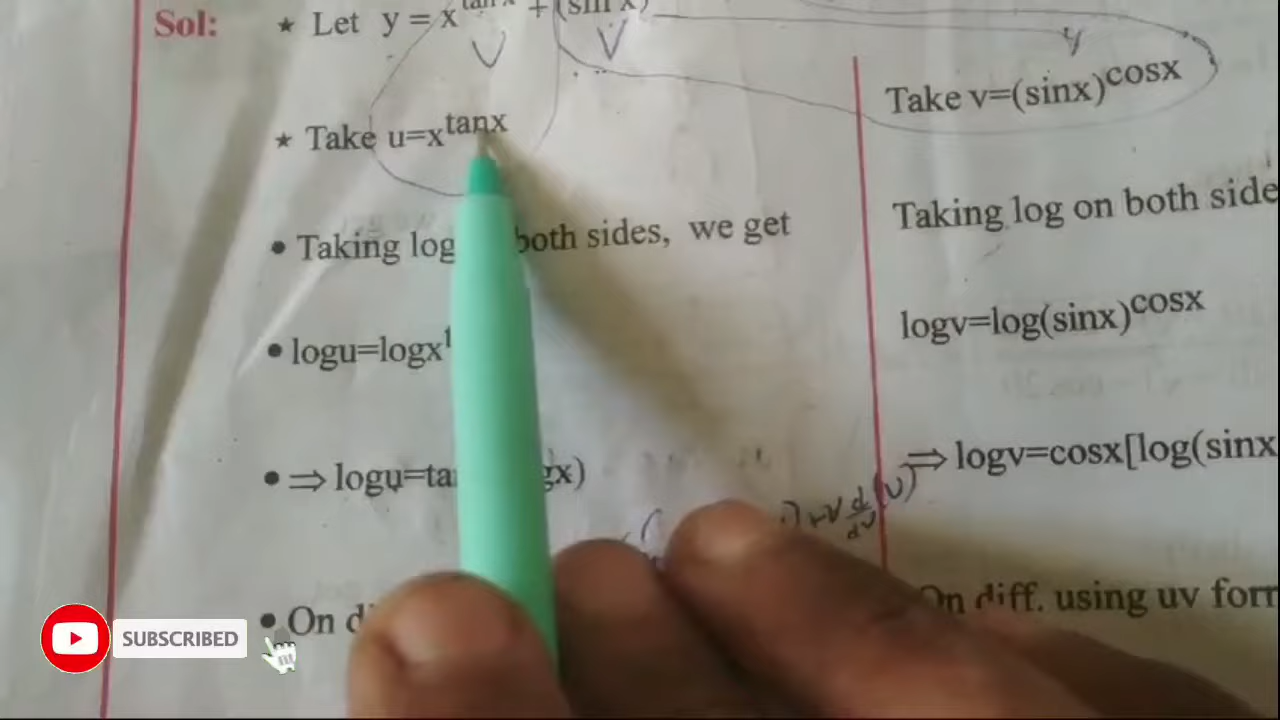 Sol: ★ Let y = x^tan x + (sin x)
U V
★ Take u=x^tanx
• Taking log both sides, we get
• logu=logx
• ⇒ logu=ta gx)
• On d
y
Take v=(sinx)^cosx
Taking log on both side
logv=log(sinx)^cosx
⇒ logv=cosx[log(sinx
On diff. using uv form
SUBSCRIBED